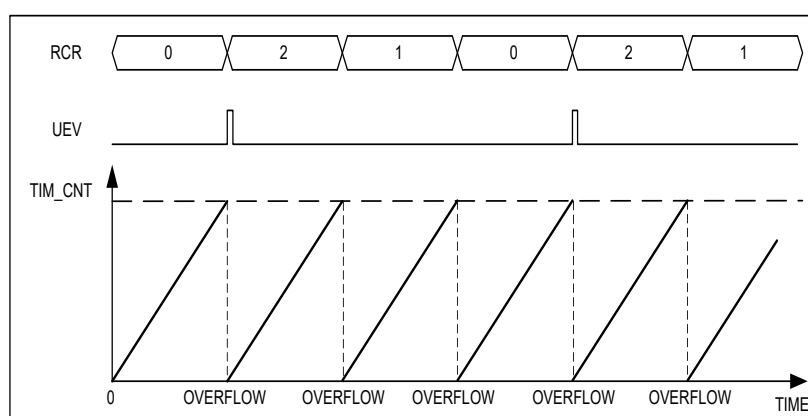 RCR 0 2 1 0 2 1
UEV
TIM_CNT
0 OVERFLOW OVERFLOW OVERFLOW OVERFLOW OVERFLOW TIME